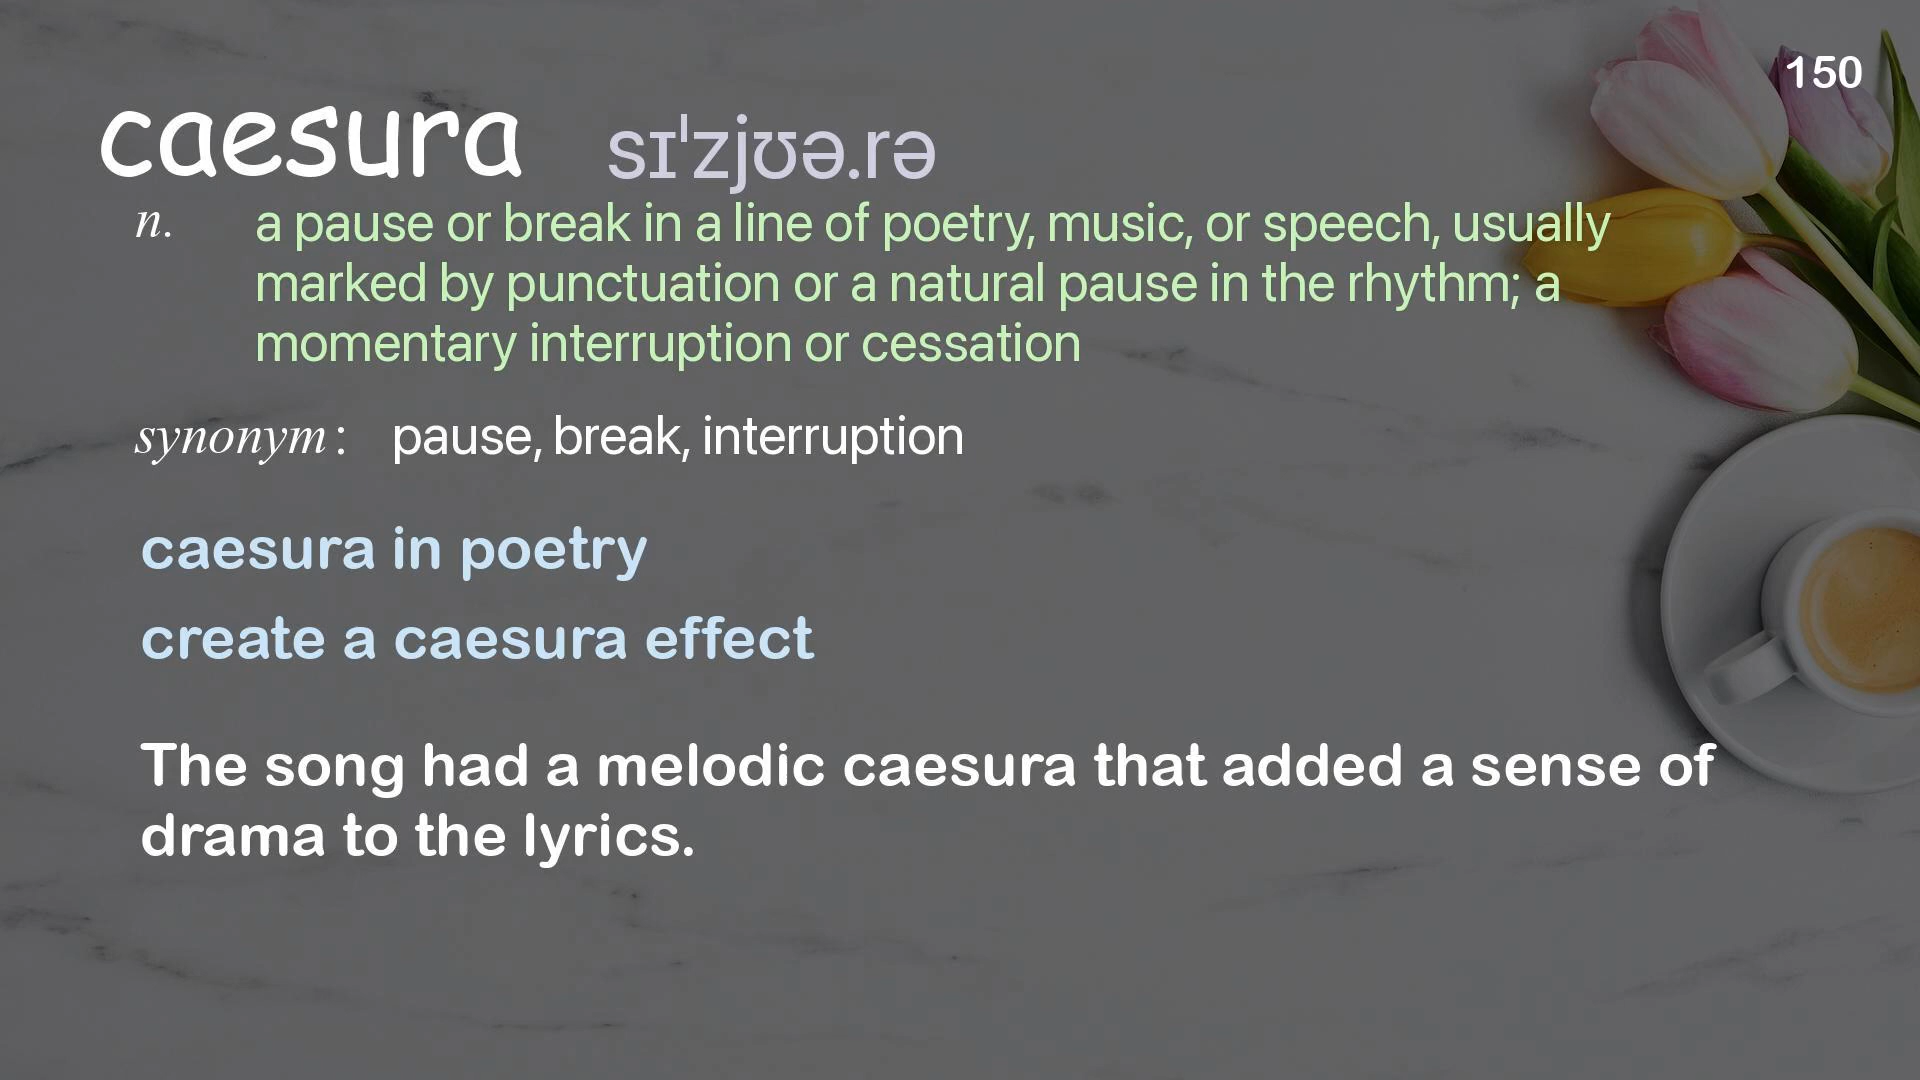 150
caesura sɪˈzjʊə.rə
n. a pause or break in a line of poetry, music, or speech, usually
marked by punctuation or a natural pause in the rhythm; a
momentary interruption or cessation
synonym : pause, break, interruption
caesura in poetry
create a caesura effect
The song had a melodic caesura that added a sense of
drama to the lyrics.